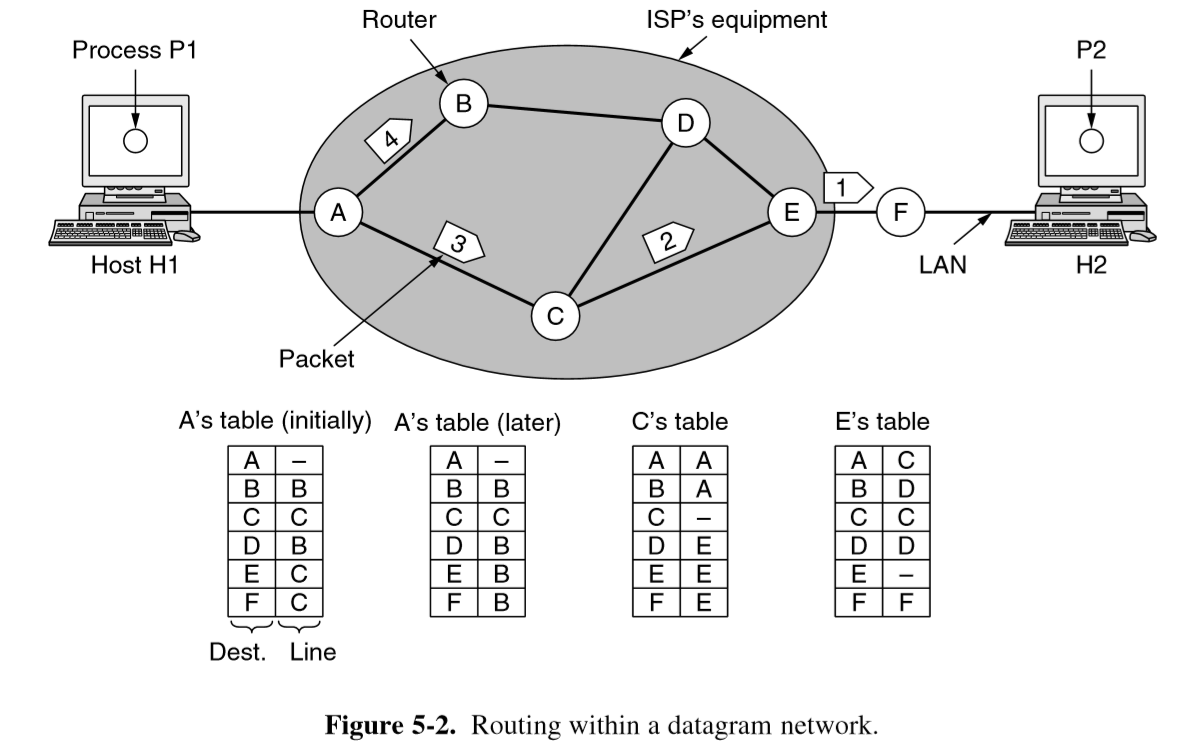 Router
ISP's equipment
Process P1
P2
B
4
D
1
A
E
F
3
2
Host H1
LAN
H2
C
Packet
A's table (initially)
A –
B B
C C
D B
E C
F C
Dest. Line
A's table (later)
A –
B B
C C
D B
E B
F B
C's table
A A
B A
C –
D E
E E
F E
E's table
A C
B D
C C
D D
E –
F F
Figure 5-2. Routing within a datagram network.